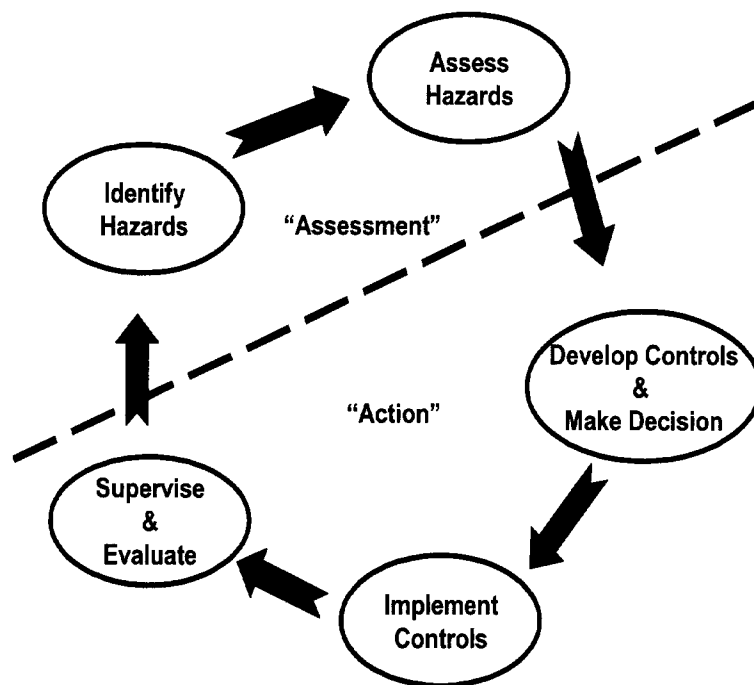 Assess
Hazards
Identify
Hazards
“Assessment”
Develop Controls
&
Make Decision
“Action”
Supervise
&
Evaluate
Implement
Controls